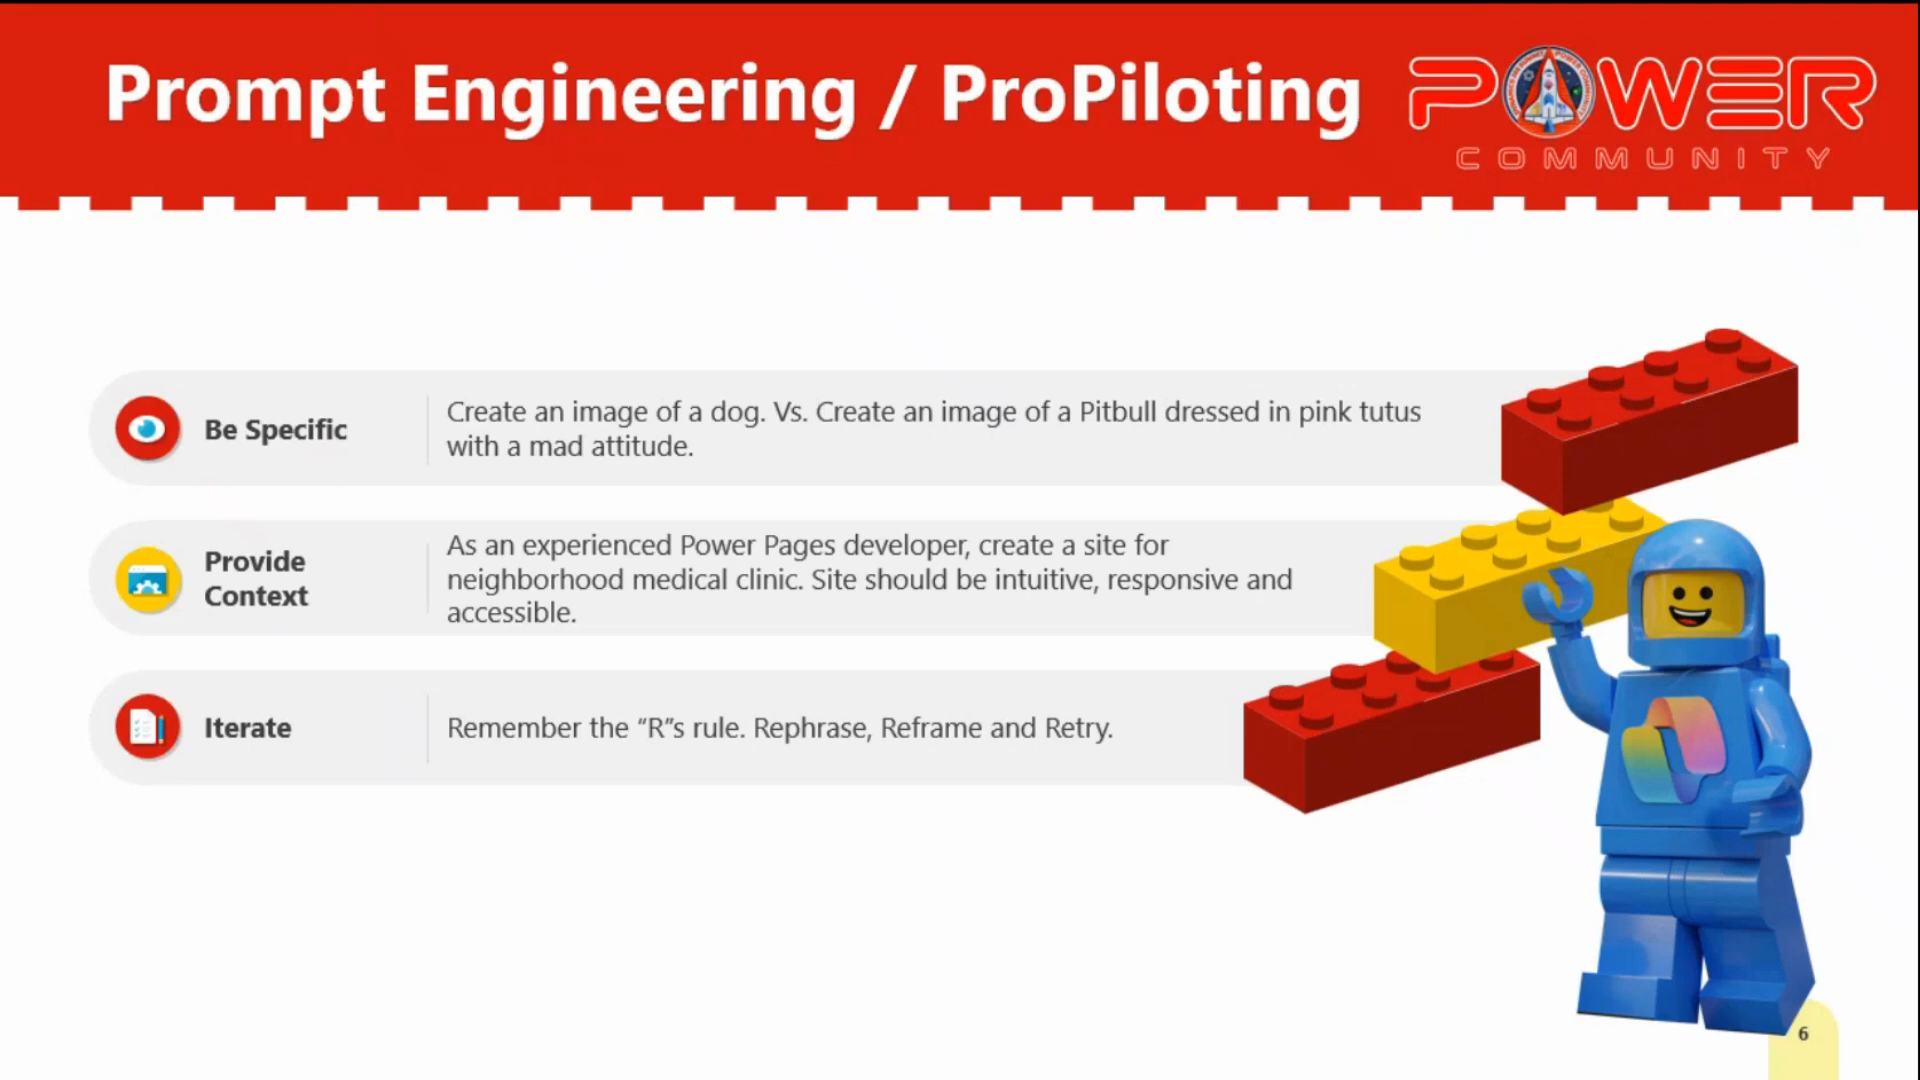 Prompt Engineering / ProPiloting
POWER
COMMUNITY
Be Specific
Create an image of a dog. Vs. Create an image of a Pitbull dressed in pink tutus
with a mad attitude.
Provide
Context
As an experienced Power Pages developer, create a site for
neighborhood medical clinic. Site should be intuitive, responsive and
accessible.
Iterate
Remember the “R”s rule. Rephrase, Reframe and Retry.
6